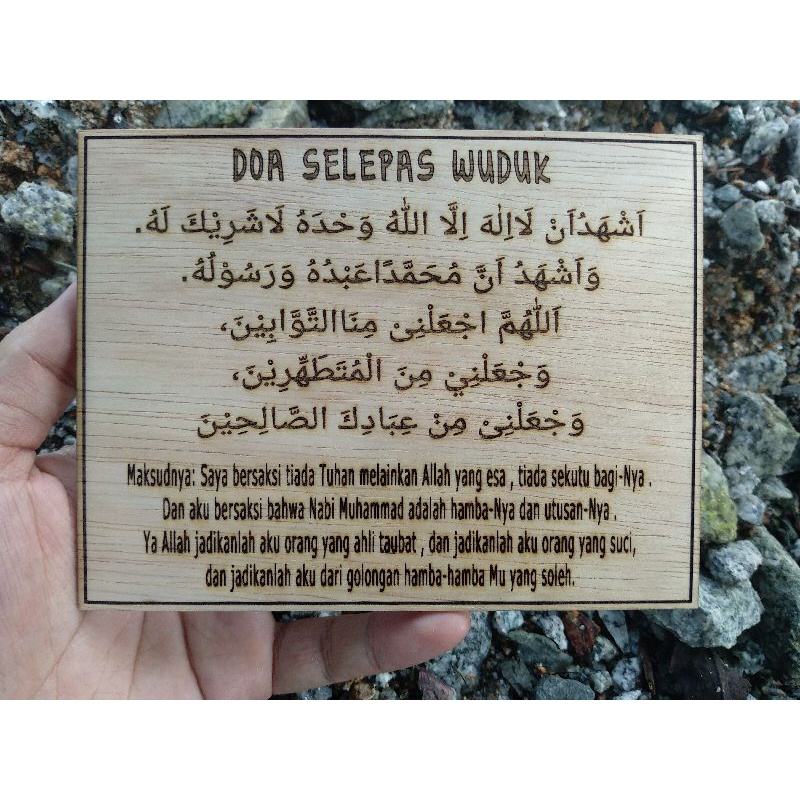 DOA SELEPAS WUDUK
اَشْهَدُاَنْ لَااِلٰهَ اِلَّا اللّٰهُ وَحْدَهُ لَاشَرِيْكَ لَهُ.
وَاَشْهَدُ اَنَّ مُحَمَّدًاعَبْدُهُ وَرَسُوْلُهُ.
اَللّٰهُمَّ اجْعَلْنِىْ مِنَاالتَّوَّابِيْنَ،
وَجْعَلْنِيْ مِنَ الْمُتَطَهِّرِيْنَ،
وَجْعَلْنِىْ مِنْ عِبَادِكَ الصَّالِحِيْنَ
Maksudnya: Saya bersaksi tiada Tuhan melainkan Allah yang esa , tiada sekutu bagi-Nya .
Dan aku bersaksi bahwa Nabi Muhammad adalah hamba-Nya dan utusan-Nya .
Ya Allah jadikanlah aku orang yang ahli taubat , dan jadikanlah aku orang yang suci,
dan jadikanlah aku dari golongan hamba-hamba Mu yang soleh.